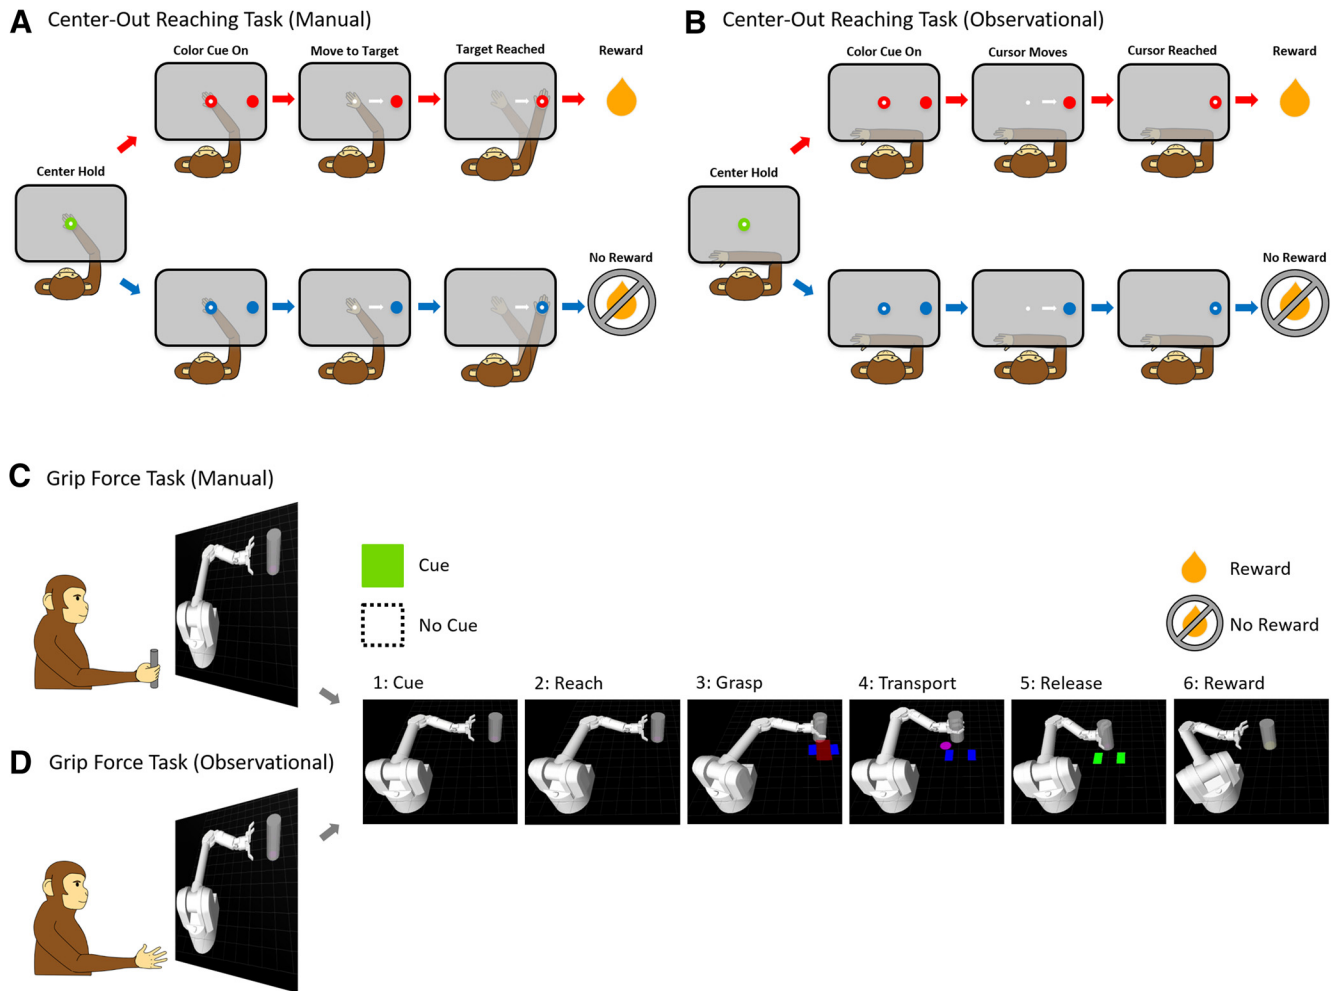 A Center-Out Reaching Task (Manual)
Color Cue On Move to Target Target Reached Reward
Center Hold
No Reward
B Center-Out Reaching Task (Observational)
Color Cue On Cursor Moves Cursor Reached Reward
Center Hold
No Reward
C Grip Force Task (Manual)
Cue
No Cue
Reward
No Reward
1: Cue 2: Reach 3: Grasp 4: Transport 5: Release 6: Reward
D Grip Force Task (Observational)